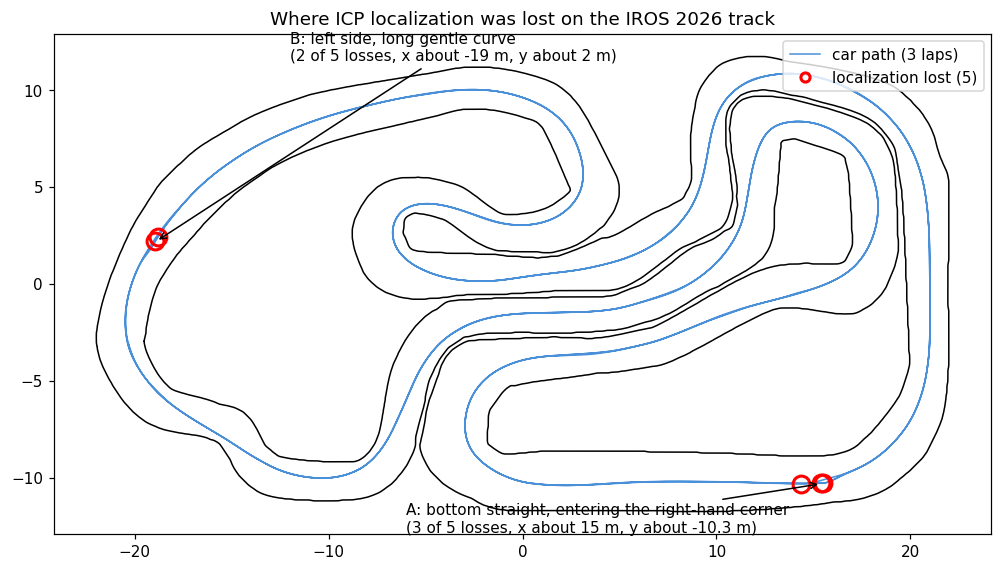 Where ICP localization was lost on the IROS 2026 track
B: left side, long gentle curve
(2 of 5 losses, x about -19 m, y about 2 m)
car path (3 laps)
localization lost (5)
10
5
0
−5
−10
A: bottom straight, entering the right-hand corner
(3 of 5 losses, x about 15 m, y about -10.3 m)
−20
−10
0
10
20